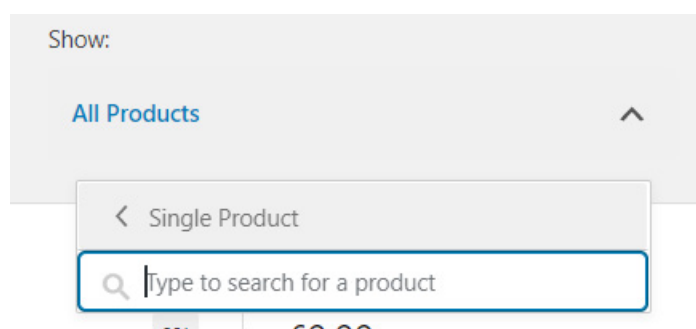 Show:
All Products
Single Product
Type to search for a product